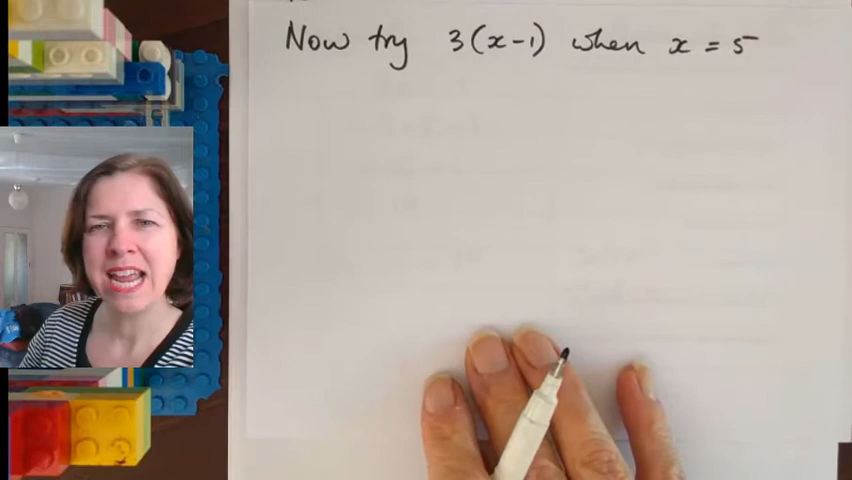 Now try 3(x-1) when x = 5